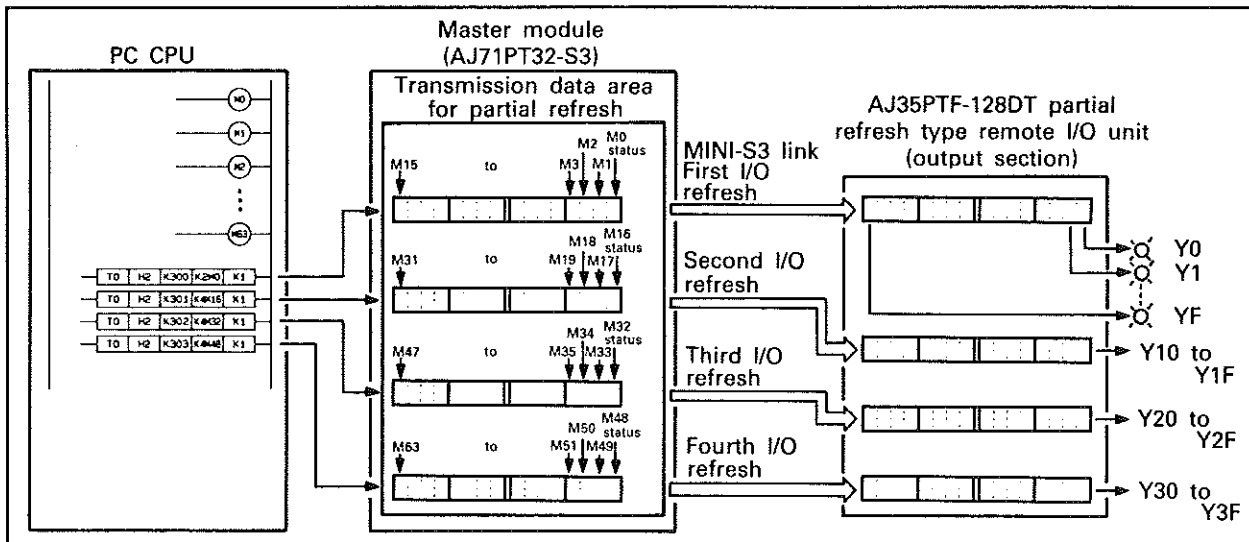 PC CPU
M0
M1
M2
M63
TO H2 K300 K2M0 K1
TO H2 K301 K4M16 K1
TO H2 K302 K4M32 K1
TO H2 K303 K4M48 K1
Master module
(AJ71PT32-S3)
Transmission data area
for partial refresh
M15 to M3 M2 M1 M0
status
M31 to M19 M18 M17 M16
status
M47 to M35 M34 M33 M32
status
M63 to M51 M50 M49 M48
status
MINI-S3 link
First I/O
refresh
Second I/O
refresh
Third I/O
refresh
Fourth I/O
refresh
AJ35PTF-128DT partial
refresh type remote I/O unit
(output section)
Y0
Y1
YF
Y10 to
Y1F
Y20 to
Y2F
Y30 to
Y3F